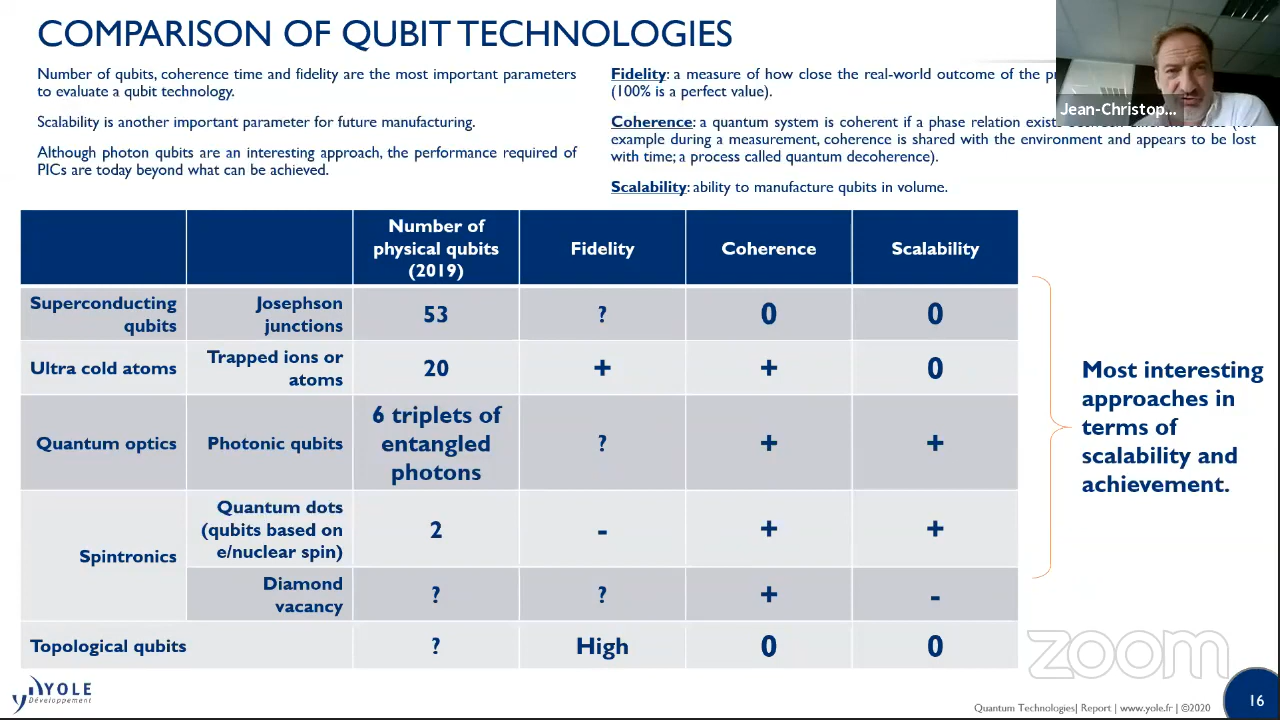 COMPARISON OF QUBIT TECHNOLOGIES
Number of qubits, coherence time and fidelity are the most important parameters
to evaluate a qubit technology.
Scalability is another important parameter for future manufacturing.
Although photon qubits are an interesting approach, the performance required of
PICs are today beyond what can be achieved.
Fidelity: a measure of how close the real-world outcome of the
(100% is a perfect value).
Coherence: a quantum system is coherent if a phase relation
example during a measurement, coherence is shared with the environment and appears to be lost
with time; a process called quantum decoherence).
Scalability: ability to manufacture qubits in volume.
Jean-Christop...
Number of
physical qubits
(2019)
Fidelity
Coherence
Scalability
Superconducting
qubits
Josephson
junctions
53
?
0
0
Ultra cold atoms
Trapped ions or
atoms
20
+
+
0
Quantum optics
Photonic qubits
6 triplets of
entangled
photons
?
+
+
Spintronics
Quantum dots
(qubits based on
e/nuclear spin)
2
-
+
+
Diamond
vacancy
?
?
+
-
Topological qubits
?
High
0
0
Most interesting
approaches in
terms of
scalability and
achievement.
zoom
YOLE
Développement
Quantum Technologies| Report | www.yole.fr | ©2020
16